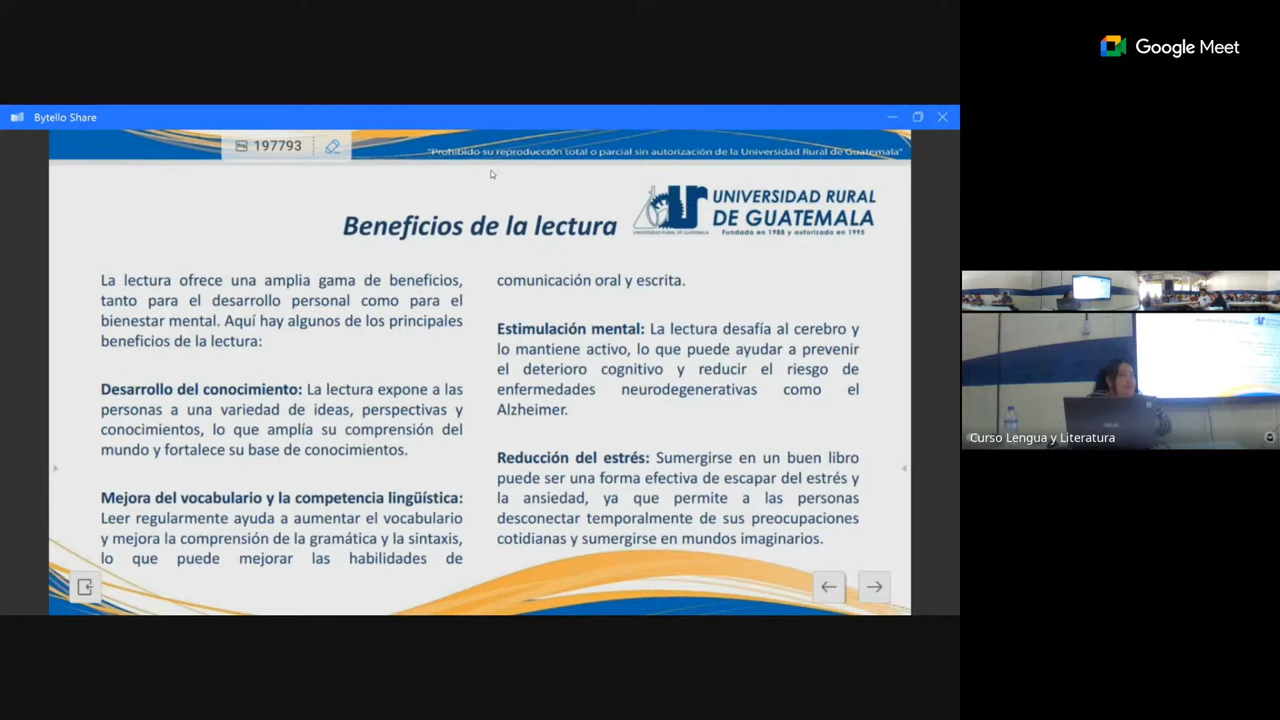 Google Meet
Bytello Share
197793
"Prohibido su reproducción total o parcial sin autorización de la Universidad Rural de Guatemala"
UNIVERSIDAD RURAL
DE GUATEMALA
Fundada en 1988 y autorizada en 1995
Beneficios de la lectura
La lectura ofrece una amplia gama de beneficios,
tanto para el desarrollo personal como para el
bienestar mental. Aquí hay algunos de los principales
beneficios de la lectura:
Desarrollo del conocimiento: La lectura expone a las
personas a una variedad de ideas, perspectivas y
conocimientos, lo que amplía su comprensión del
mundo y fortalece su base de conocimientos.
Mejora del vocabulario y la competencia lingüística:
Leer regularmente ayuda a aumentar el vocabulario
y mejora la comprensión de la gramática y la sintaxis,
lo que puede mejorar las habilidades de
comunicación oral y escrita.
Estimulación mental: La lectura desafía al cerebro y
lo mantiene activo, lo que puede ayudar a prevenir
el deterioro cognitivo y reducir el riesgo de
enfermedades neurodegenerativas como el
Alzheimer.
Reducción del estrés: Sumergirse en un buen libro
puede ser una forma efectiva de escapar del estrés y
la ansiedad, ya que permite a las personas
desconectar temporalmente de sus preocupaciones
cotidianas y sumergirse en mundos imaginarios.
Curso Lengua y Literatura